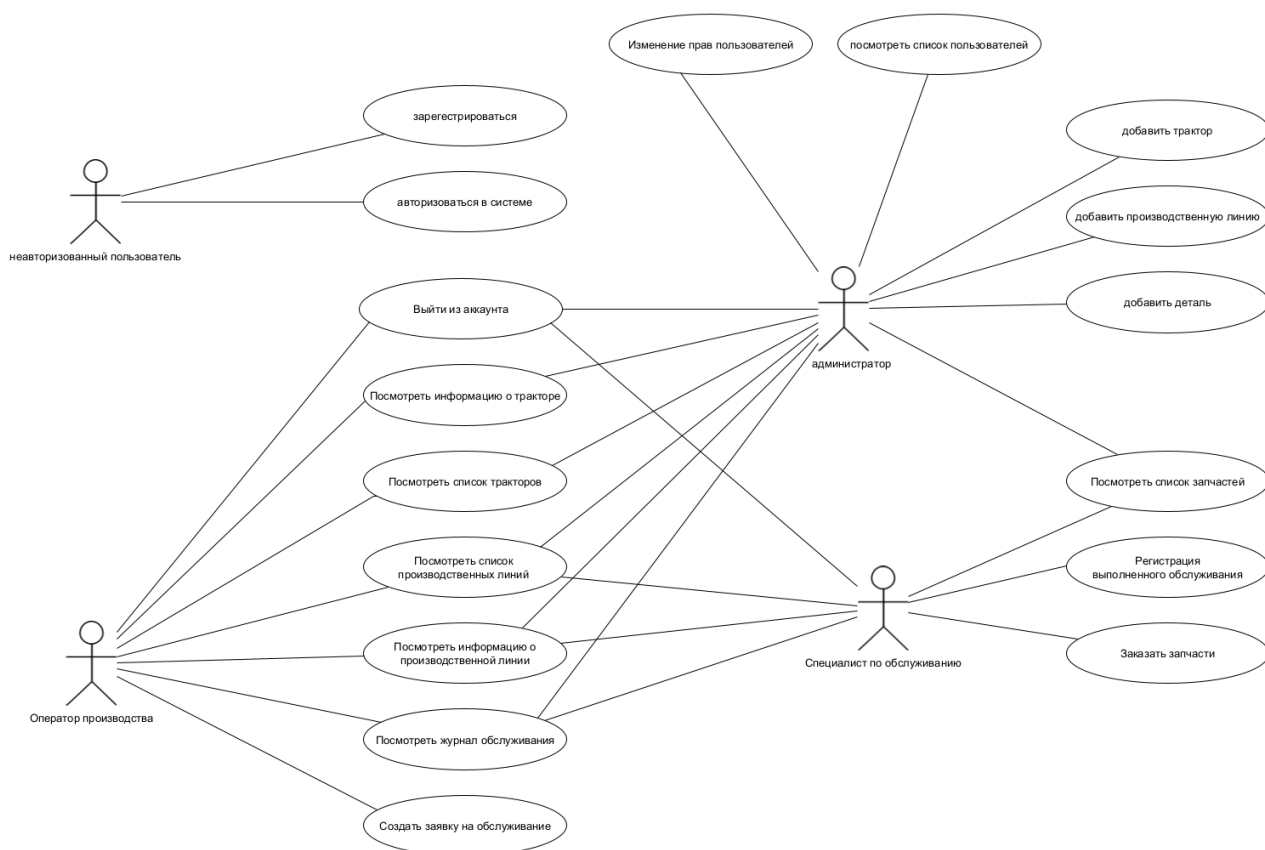 Изменение прав пользователей
посмотреть список пользователей
зарегестрироваться
добавить трактор
авторизоваться в системе
добавить производственную линию
неавторизованный пользователь
Выйти из аккаунта
добавить деталь
администратор
Посмотреть информацию о тракторе
Посмотреть список тракторов
Посмотреть список запчастей
Посмотреть список
производственных линий
Регистрация
выполненного обслуживания
Посмотреть информацию о
производственной линии
Специалист по обслуживанию
Заказать запчасти
Оператор производства
Посмотреть журнал обслуживания
Создать заявку на обслуживание